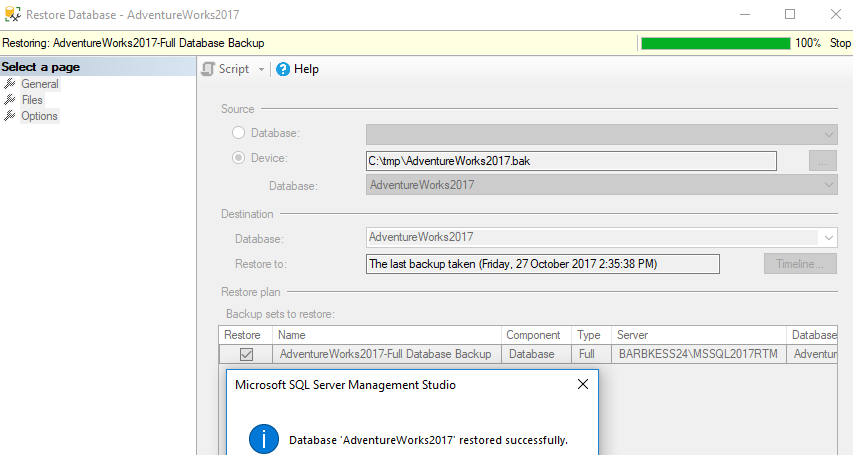 Restore Database - AdventureWorks2017
Restoring: AdventureWorks2017-Full Database Backup 100% Stop
Select a page
General
Files
Options
Script Help
Source
Database:
Device: C:\tmp\AdventureWorks2017.bak ...
Database: AdventureWorks2017
Destination
Database: AdventureWorks2017
Restore to: The last backup taken (Friday, 27 October 2017 2:35:38 PM) Timeline...
Restore plan
Backup sets to restore:
Restore Name Component Type Full Server Database
AdventureWorks2017-Full Database Backup Database Full BARBKESS24\MSSQL2017RTM Adventur
Microsoft SQL Server Management Studio
Database 'AdventureWorks2017' restored successfully.